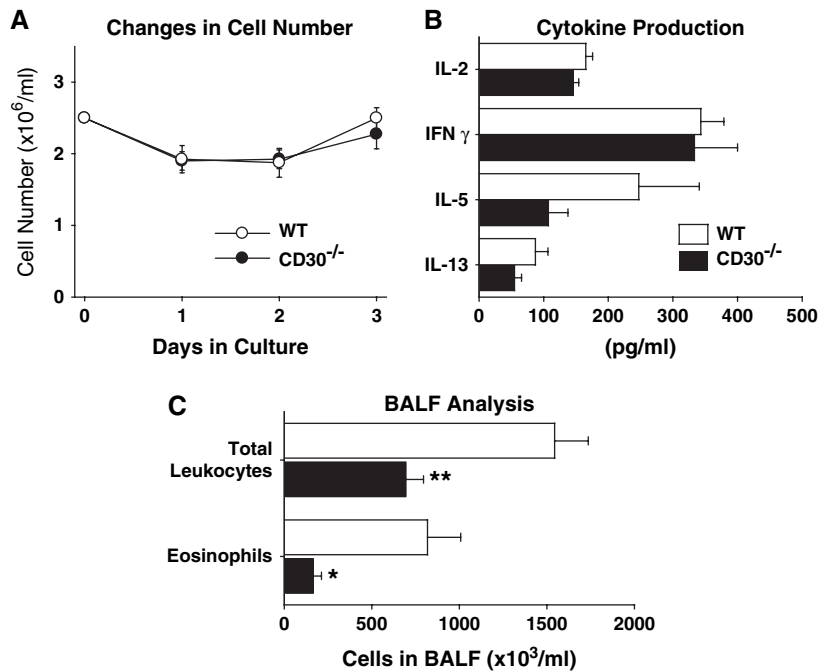 A
Changes in Cell Number
Cell Number (x10⁶/ml)
3
2
1
0
WT
CD30-/-
0 1 2 3
Days in Culture
B
Cytokine Production
IL-2
IFN γ
IL-5
IL-13
WT
CD30-/-
0 100 200 300 400 500
(pg/ml)
C
BALF Analysis
Total
Leukocytes
**
Eosinophils
*
0 500 1000 1500 2000
Cells in BALF (x10³/ml)